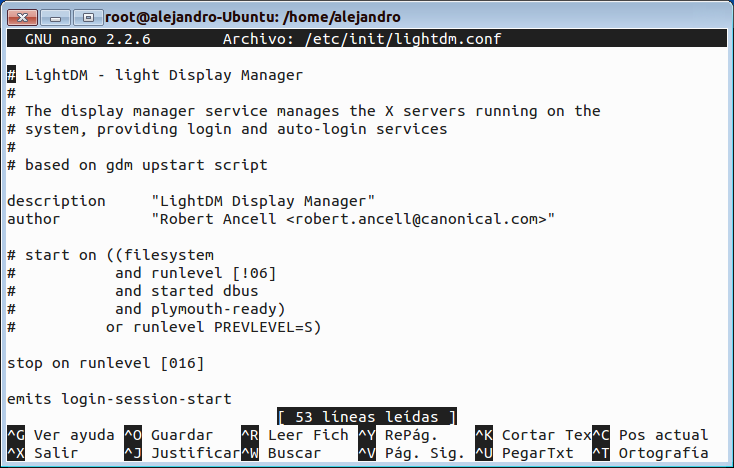 root@alejandro-Ubuntu: /home/alejandro
GNU nano 2.2.6 Archivo: /etc/init/lightdm.conf
# LightDM - light Display Manager
#
# The display manager service manages the X servers running on the
# system, providing login and auto-login services
#
# based on gdm upstart script
description "LightDM Display Manager"
author "Robert Ancell <robert.ancell@canonical.com>"
# start on ((filesystem
# and runlevel [!06]
# and started dbus
# and plymouth-ready)
# or runlevel PREVLEVEL=S)
stop on runlevel [016]
emits login-session-start
[ 53 líneas leídas ]
^G Ver ayuda ^O Guardar ^R Leer Fich ^Y RePág. ^K Cortar Tex^C Pos actual
^X Salir ^J Justificar^W Buscar ^V Pág. Sig. ^U PegarTxt ^T Ortografía